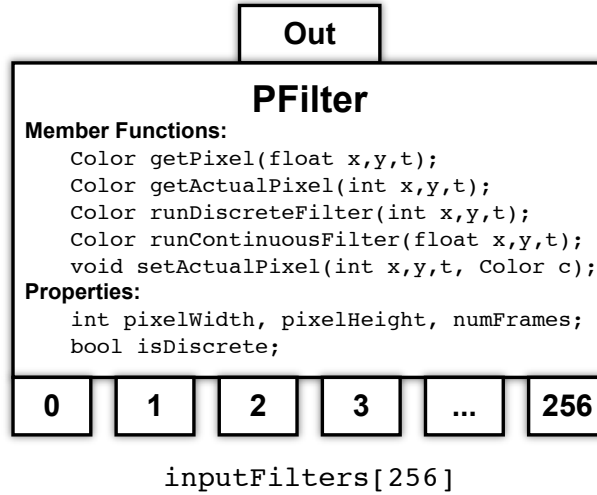 Out
PFilter
Member Functions:
Color getPixel(float x,y,t);
Color getActualPixel(int x,y,t);
Color runDiscreteFilter(int x,y,t);
Color runContinuousFilter(float x,y,t);
void setActualPixel(int x,y,t, Color c);
Properties:
int pixelWidth, pixelHeight, numFrames;
bool isDiscrete;
0 1 2 3 ... 256
inputFilters[256]